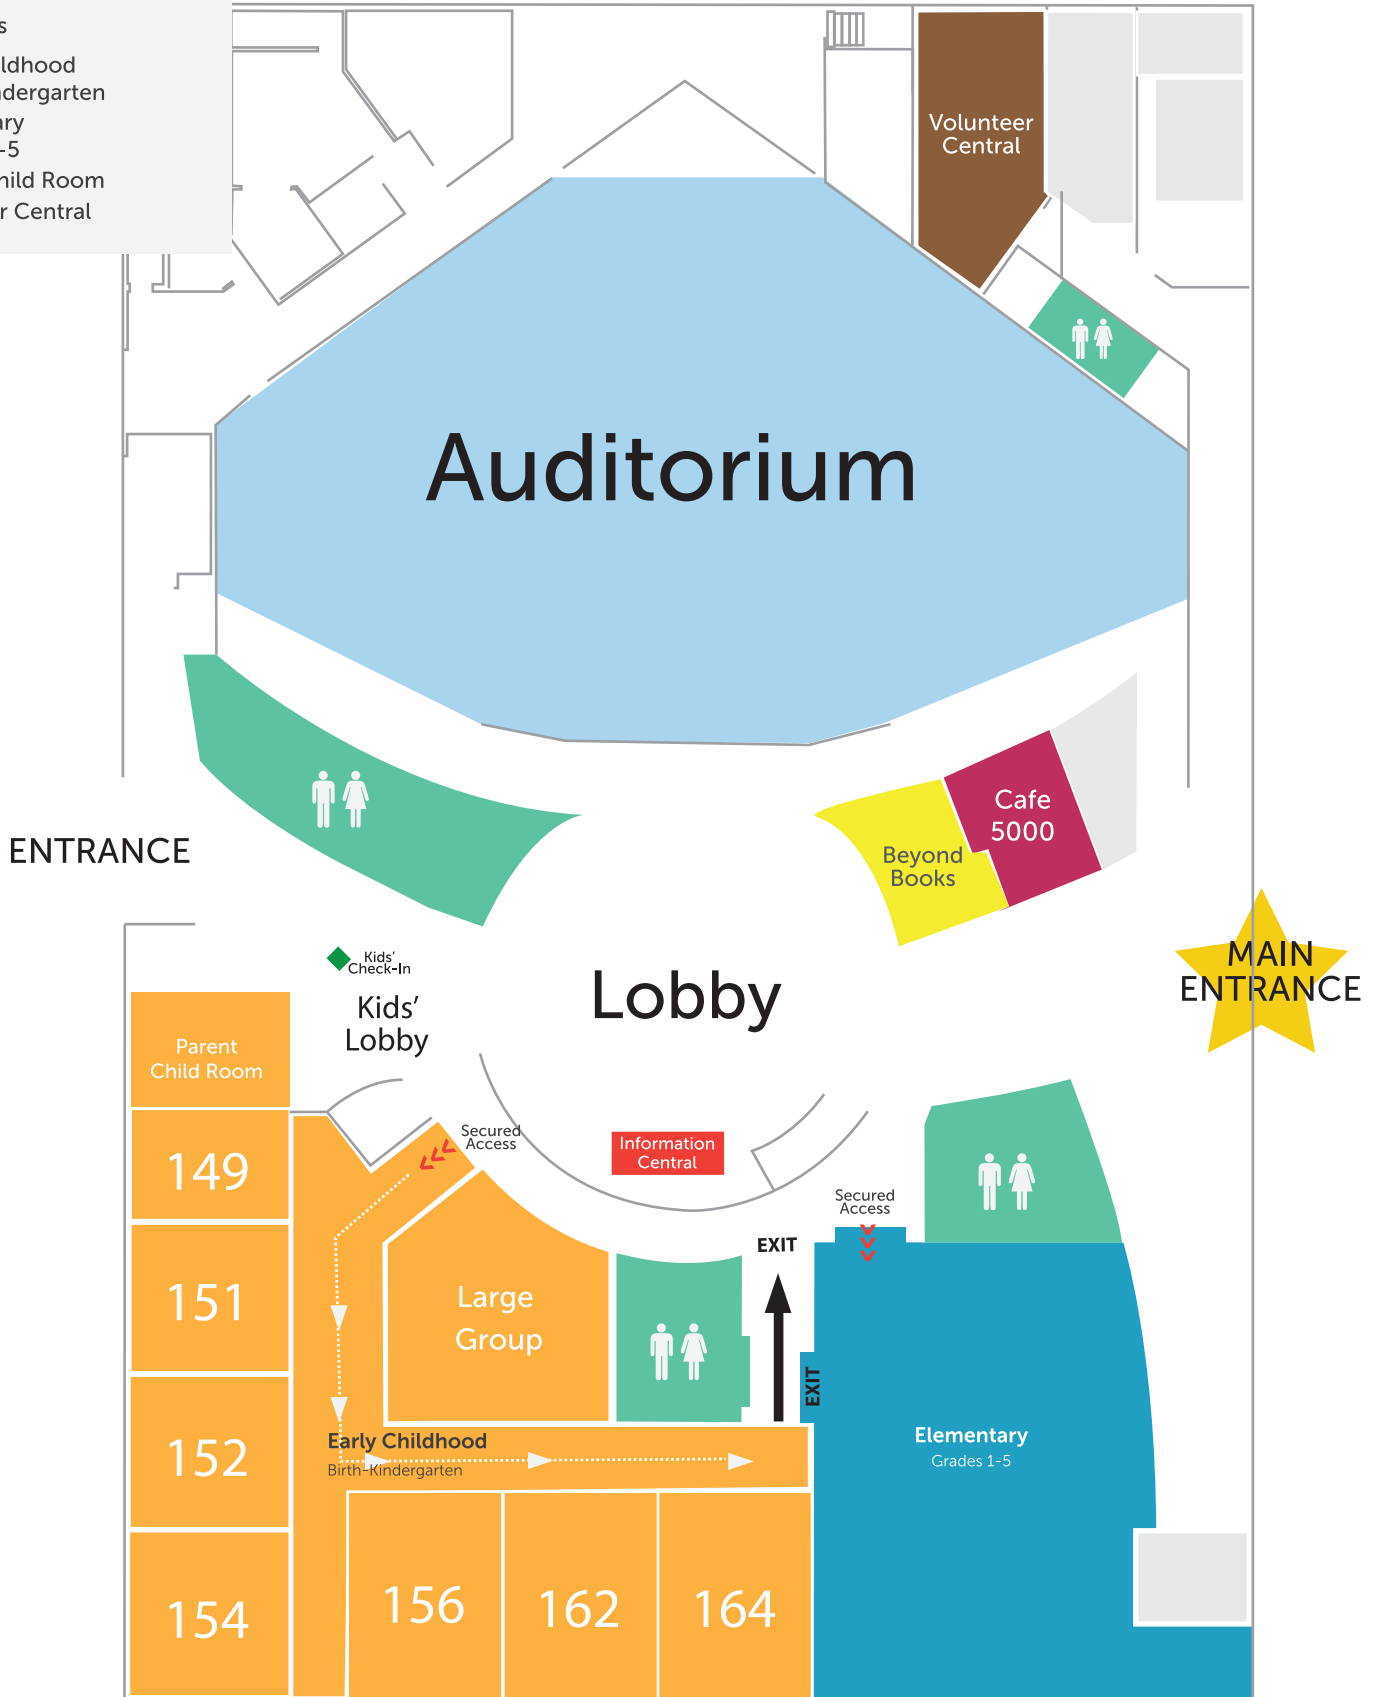 s
ldhood
dergarten
ary
-5
hild Room
r Central
Volunteer
Central
Auditorium
Cafe
5000
Beyond
Books
ENTRANCE
MAIN
ENTRANCE
Kids’
Check-In
Kids’
Lobby
Lobby
Parent
Child Room
Secured
Access
Information
Central
149
Secured
Access
EXIT
151
Large
Group
EXIT
152
Early Childhood
Birth-Kindergarten
Elementary
Grades 1-5
154
156
162
164